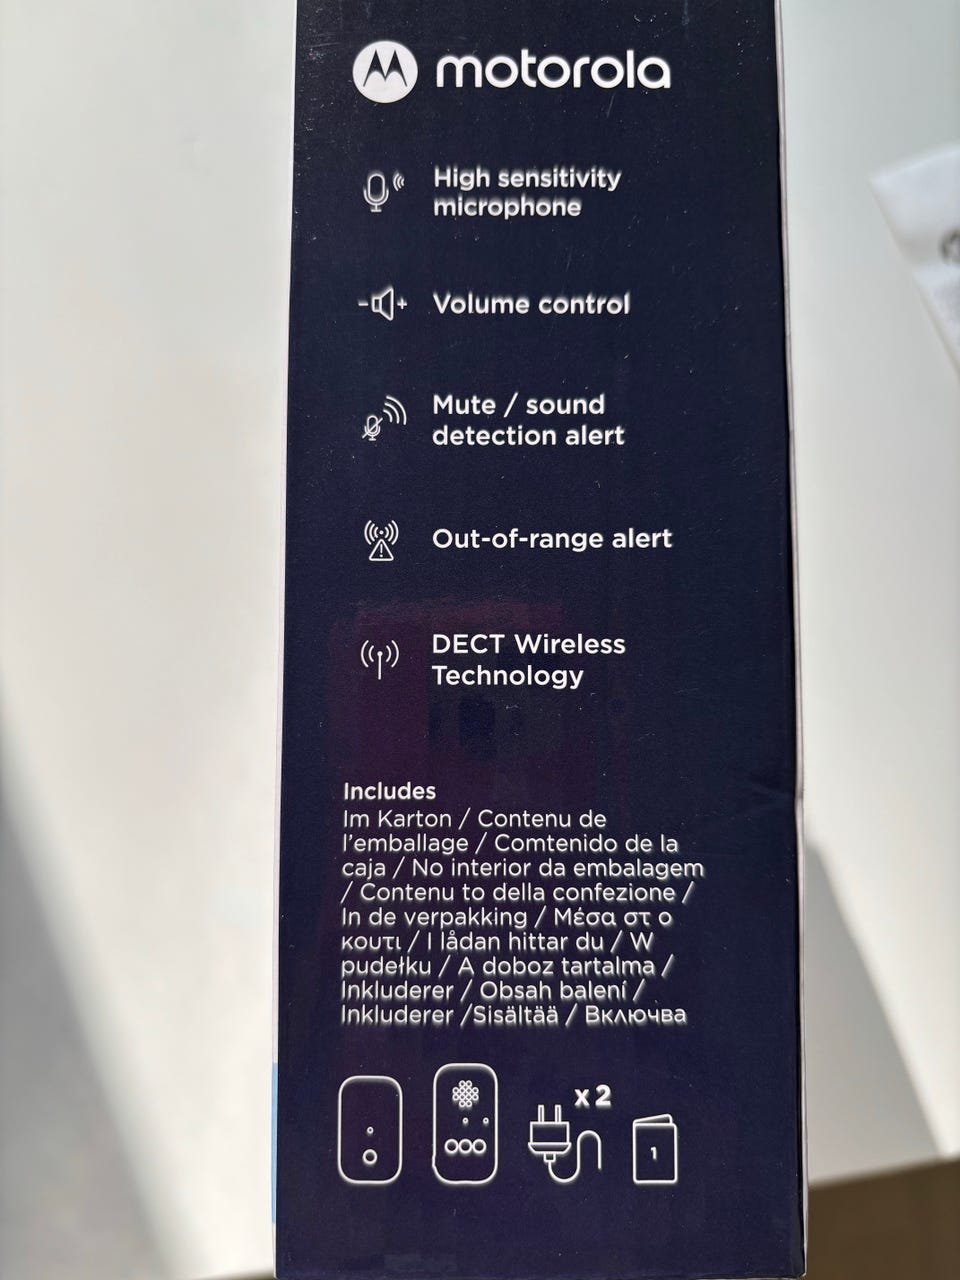 motorola
High sensitivity
microphone
Volume control
Mute / sound
detection alert
Out-of-range alert
DECT Wireless
Technology
Includes
Im Karton / Contenu de
l'emballage / Comtenido de la
caja / No interior da embalagem
/ Contenu to della confezione /
In de verpakking / Μέσα στ ο
κουτι / I lådan hittar du / W
pudełku / A doboz tartalma /
Inkluderer / Obsah balení /
Inkluderer /Sisältää / Включва
x 2
1